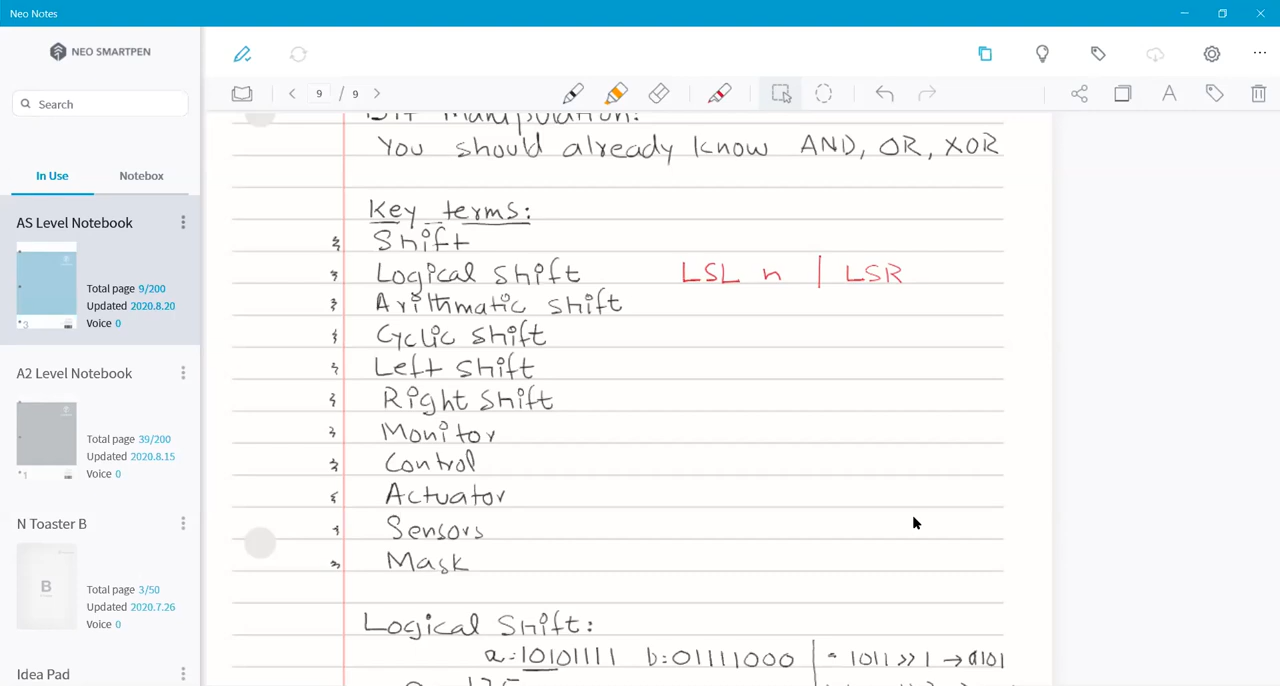 Neo Notes
NEO SMARTPEN
Search
In Use Notebox
AS Level Notebook
Total page 9/200
Updated 2020.8.20
Voice 0
A2 Level Notebook
Total page 39/200
Updated 2020.8.15
Voice 0
N Toaster B
B
Total page 3/50
Updated 2020.7.26
Voice 0
Idea Pad
9 / 9
Bit Manipulation:
You should already know AND, OR, XOR
Key terms:
Shift
Logical shift LSL n | LSR
Arithmatic shift
Cyclic shift
Left shift
Right shift
Monitor
Control
Actuator
Sensors
Mask
Logical Shift:
a:10101111 b:01111000 | 1011 >> 1 → 0101